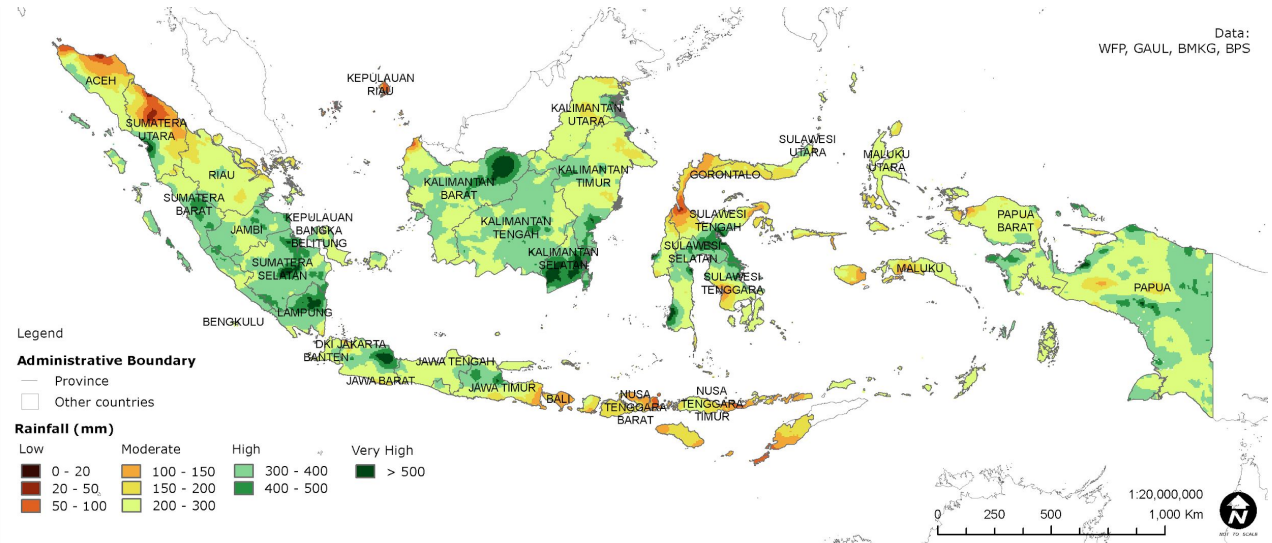 Data:
WFP, GAUL, BMKG, BPS
KEPULAUAN
RIAU
ACEH
SUMATERA
UTARA
KALIMANTAN
UTARA
SULAWESI
UTARA
MALUKU
UTARA
RIAU
KALIMANTAN
BARAT
KALIMANTAN
TIMUR
GORONTALO
SUMATERA
BARAT
KEPULAUAN
BANGKA
BELITUNG
JAMBI
KALIMANTAN
TENGAH
SULAWESI
TENGAH
PAPUA
BARAT
SUMATERA
SELATAN
KALIMANTAN
SELATAN
SULAWESI
SELATAN
SULAWESI
TENGGARA
MALUKU
PAPUA
LAMPUNG
BENGKULU
DKI JAKARTA
BANTEN
JAWA BARAT
JAWA TENGAH
JAWA TIMUR
BALI
NUSA
TENGGARA
BARAT
NUSA
TENGGARA
TIMUR
Legend
Administrative Boundary
Province
Other countries
Rainfall (mm)
Low
0 - 20
20 - 50
50 - 100
Moderate
100 - 150
150 - 200
200 - 300
High
300 - 400
400 - 500
Very High
> 500
1:20,000,000
0 250 500 1,000 Km
N
NOT TO SCALE